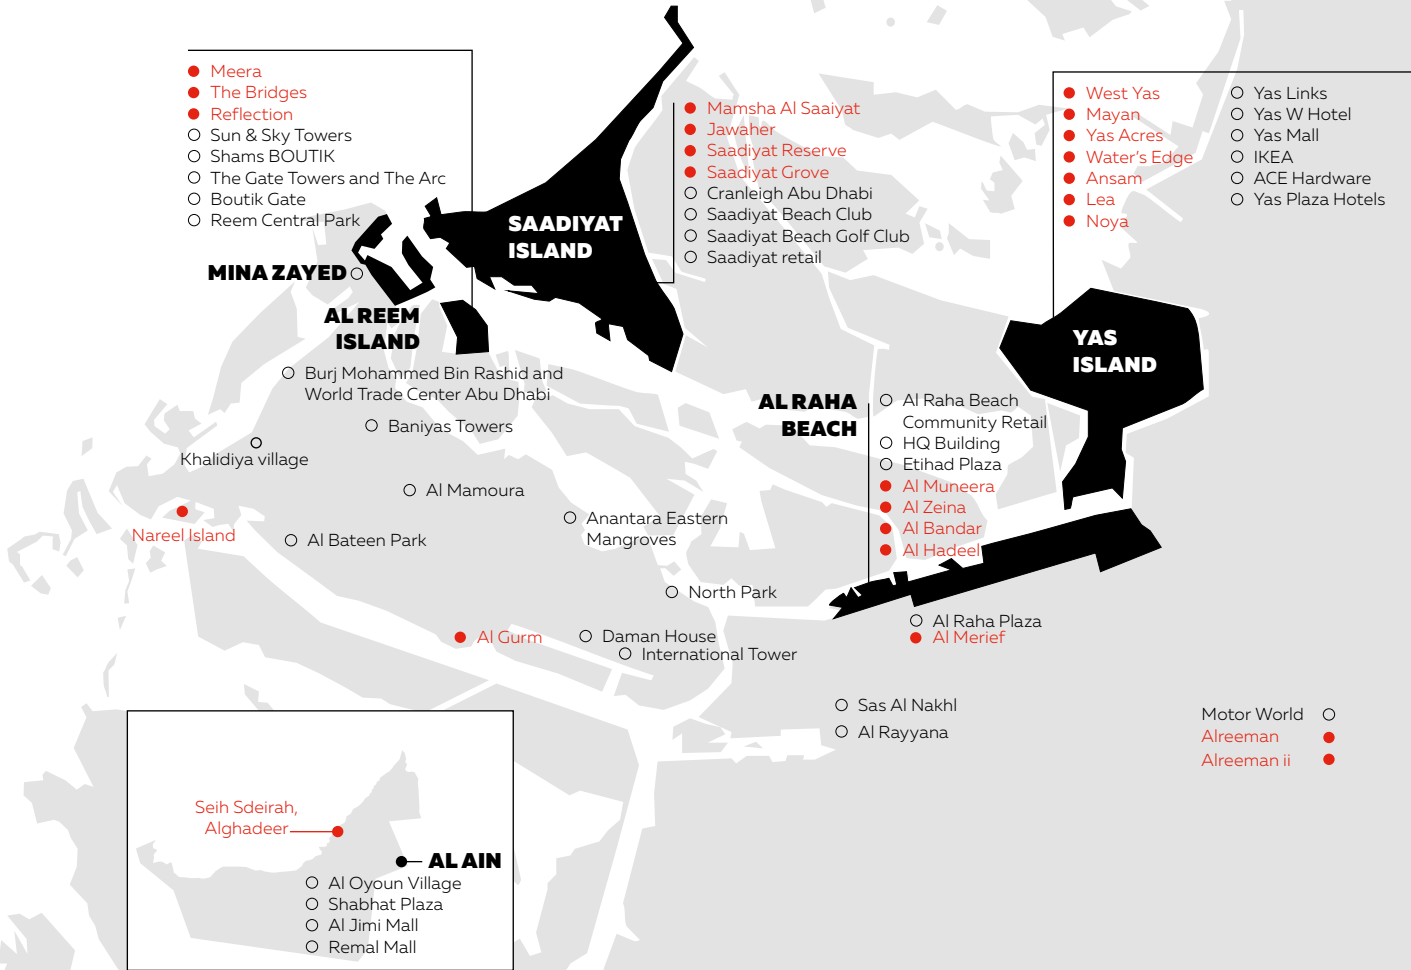 Meera
The Bridges
Reflection
Sun & Sky Towers
Shams BOUTIK
The Gate Towers and The Arc
Boutik Gate
Reem Central Park
MINA ZAYED
AL REEM
ISLAND
SAADIYAT
ISLAND
Mamsha Al Saaiyat
Jawaher
Saadiyat Reserve
Saadiyat Grove
Cranleigh Abu Dhabi
Saadiyat Beach Club
Saadiyat Beach Golf Club
Saadiyat retail
West Yas
Mayan
Yas Acres
Water's Edge
Ansam
Lea
Noya
Yas Links
Yas W Hotel
Yas Mall
IKEA
ACE Hardware
Yas Plaza Hotels
YAS
ISLAND
Burj Mohammed Bin Rashid and
World Trade Center Abu Dhabi
Baniyas Towers
Khalidiya village
Al Mamoura
Nareel Island
Al Bateen Park
Anantara Eastern
Mangroves
North Park
AL RAHA
BEACH
Al Raha Beach
Community Retail
HQ Building
Etihad Plaza
Al Muneera
Al Zeina
Al Bandar
Al Hadeel
Al Gurm
Daman House
International Tower
Al Raha Plaza
Al Merief
Sas Al Nakhl
Al Rayyana
Motor World
Alreeman
Alreeman ii
Seih Sdeirah,
Alghadeer
AL AIN
Al Oyoun Village
Shabhat Plaza
Al Jimi Mall
Remal Mall